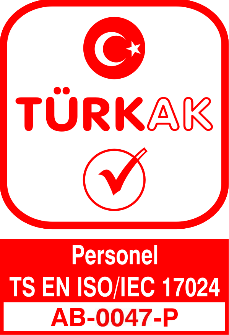 TÜRKAK
Personel
TS EN ISO/IEC 17024
AB-0047-P